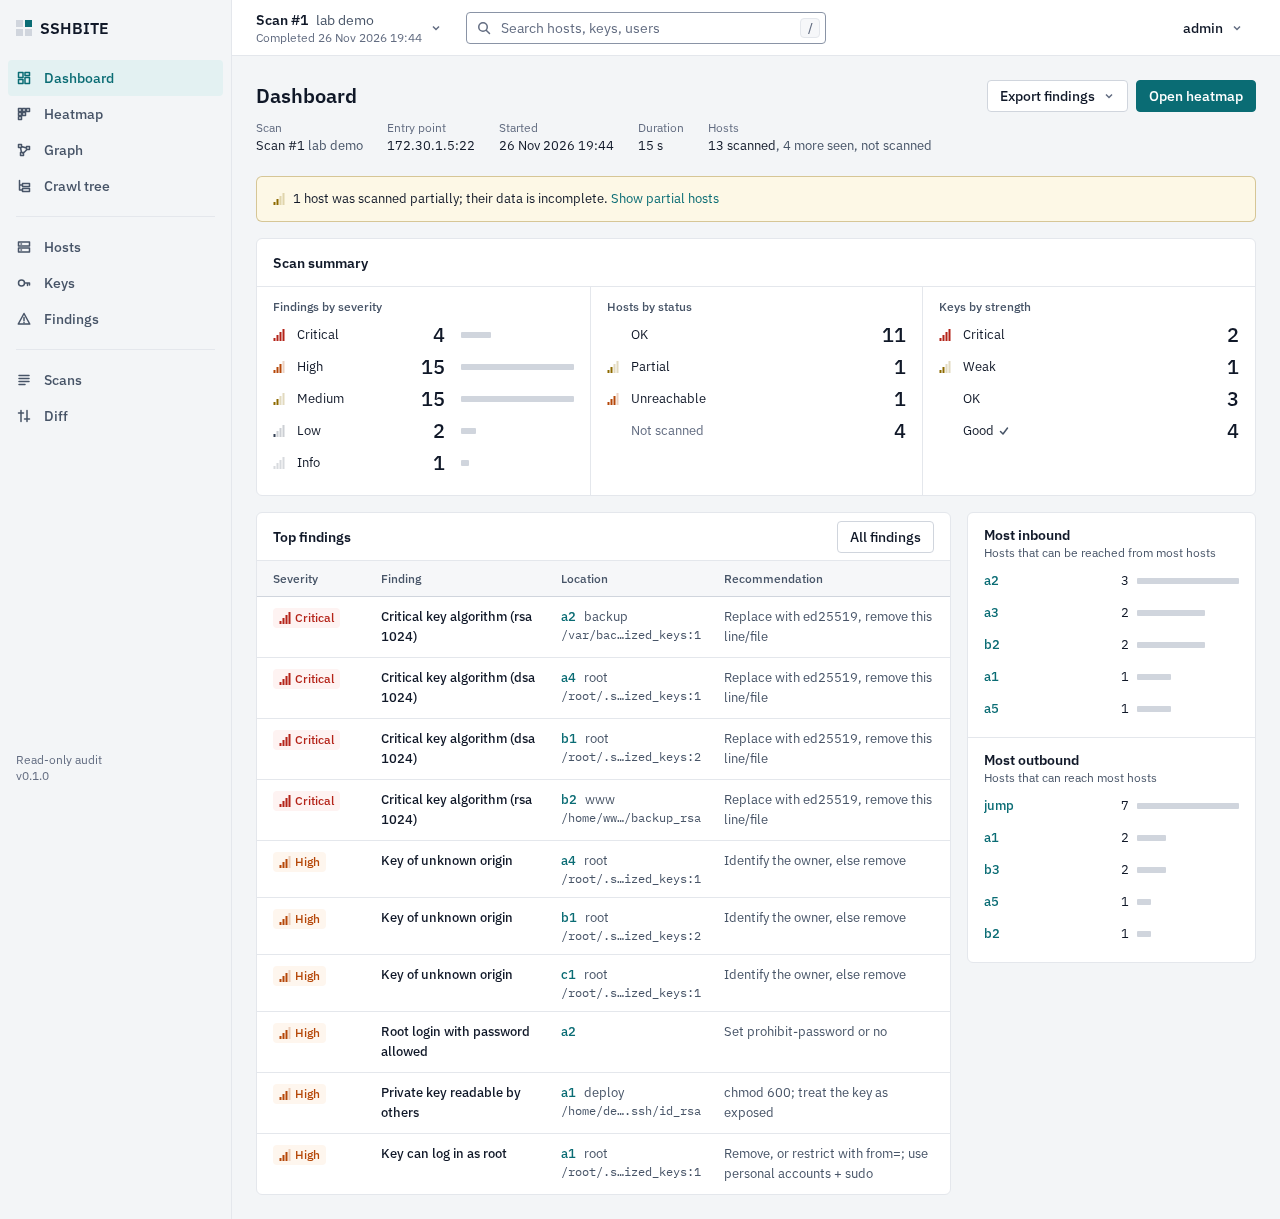 SSHBITE
Scan #1 lab demo
Completed 26 Nov 2026 19:44
Search hosts, keys, users
/
admin
Dashboard
Heatmap
Graph
Crawl tree
Hosts
Keys
Findings
Scans
Diff
Read-only audit
v0.1.0
Dashboard
Export findings
Open heatmap
Scan
Entry point
Started
Duration
Hosts
Scan #1 lab demo
172.30.1.5:22
26 Nov 2026 19:44
15 s
13 scanned, 4 more seen, not scanned
1 host was scanned partially; their data is incomplete. Show partial hosts
Scan summary
Findings by severity
Critical 4
High 15
Medium 15
Low 2
Info 1
Hosts by status
OK 11
Partial 1
Unreachable 1
Not scanned 4
Keys by strength
Critical 2
Weak 1
OK 3
Good 4
Top findings
All findings
Severity Finding Location Recommendation
Critical Critical key algorithm (rsa a2 backup Replace with ed25519, remove this
1024) /var/bac…ized_keys:1 line/file
Critical Critical key algorithm (dsa a4 root Replace with ed25519, remove this
1024) /root/.s…ized_keys:1 line/file
Critical Critical key algorithm (dsa b1 root Replace with ed25519, remove this
1024) /root/.s…ized_keys:2 line/file
Critical Critical key algorithm (rsa b2 www Replace with ed25519, remove this
1024) /home/ww…/backup_rsa line/file
High Key of unknown origin a4 root Identify the owner, else remove
/root/.s…ized_keys:1
High Key of unknown origin b1 root Identify the owner, else remove
/root/.s…ized_keys:2
High Key of unknown origin c1 root Identify the owner, else remove
/root/.s…ized_keys:1
High Root login with password a2 Set prohibit-password or no
allowed
High Private key readable by a1 deploy chmod 600; treat the key as
others /home/de….ssh/id_rsa exposed
High Key can log in as root a1 root Remove, or restrict with from=; use
/root/.s…ized_keys:1 personal accounts + sudo
Most inbound
Hosts that can be reached from most hosts
a2 3
a3 2
b2 2
a1 1
a5 1
Most outbound
Hosts that can reach most hosts
jump 7
a1 2
b3 2
a5 1
b2 1